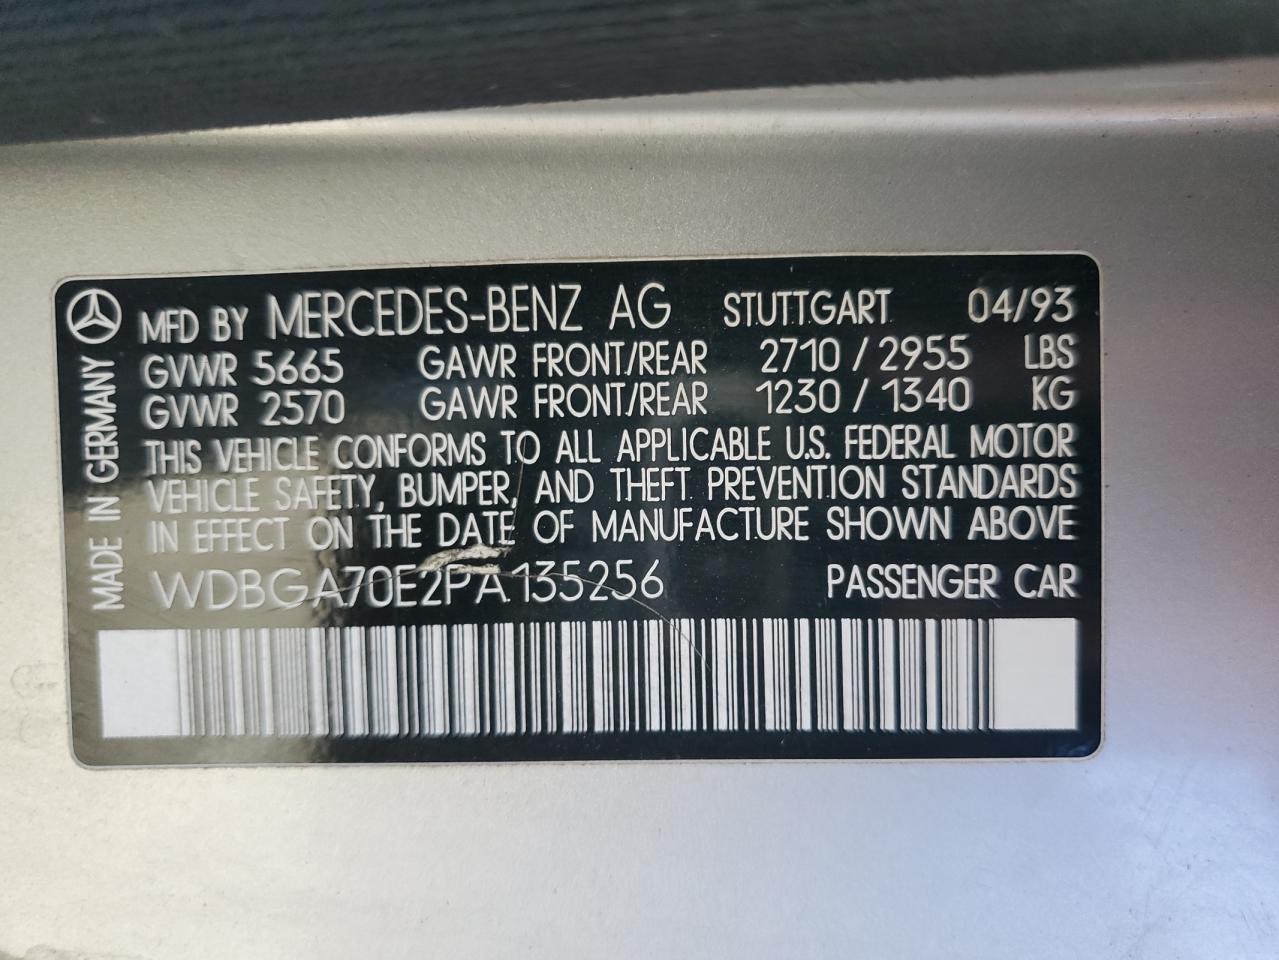 MFD BY MERCEDES-BENZ AG STUTTGART 04/93
GVWR 5665 GAWR FRONT/REAR 2710 / 2955 LBS
GVWR 2570 GAWR FRONT/REAR 1230 / 1340 KG
THIS VEHICLE CONFORMS TO ALL APPLICABLE U.S. FEDERAL MOTOR
VEHICLE SAFETY, BUMPER, AND THEFT PREVENTION STANDARDS
IN EFFECT ON THE DATE OF MANUFACTURE SHOWN ABOVE
WDBGA70E2PA135256 PASSENGER CAR
MADE IN GERMANY